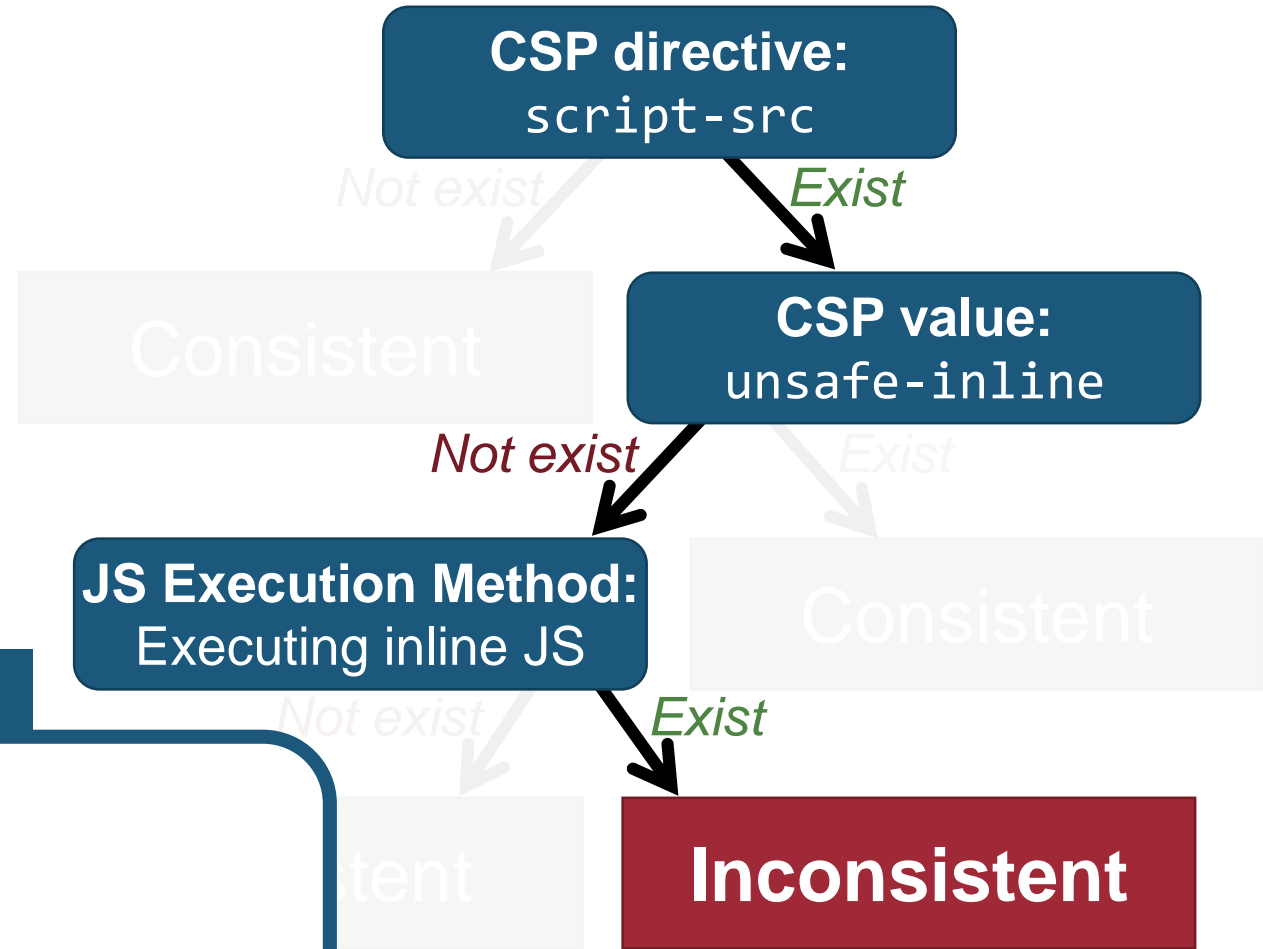 CSP directive:
script-src
Not exist
Exist
Consistent
CSP value:
unsafe-inline
Not exist
Exist
JS Execution Method:
Executing inline JS
Consistent
Not exist
Exist
stent
Inconsistent